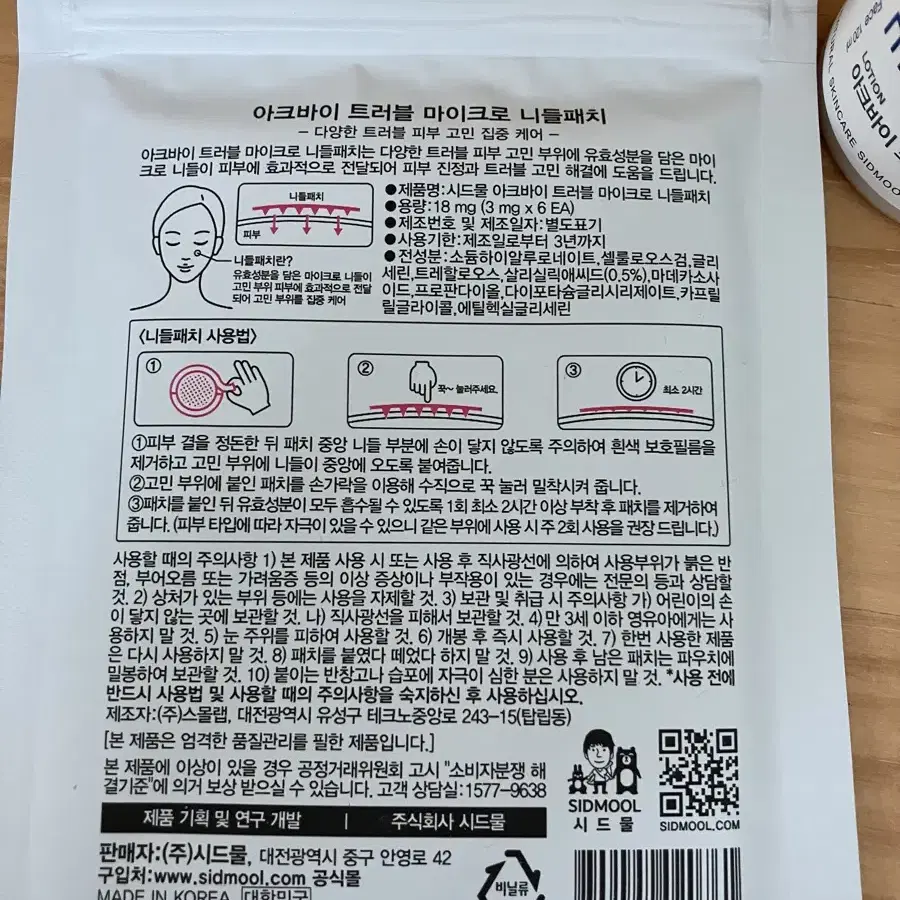 아크바이 트러블 마이크로 니들패치
– 다양한 트러블 피부 고민 집중 케어 –
아크바이 트러블 마이크로 니들패치는 다양한 트러블 피부 고민 부위에 유효성분을 담은 마이
크로 니들이 피부에 효과적으로 전달되어 피부 진정과 트러블 고민 해결에 도움을 드립니다.
니들패치
피부
니들패치란?
유효성분을 담은 마이크로 니들이
고민 부위 피부에 효과적으로 전달
되어 고민 부위를 집중 케어
●제품명:시드물 아크바이 트러블 마이크로 니들패치
●용량:18 mg (3 mg x 6 EA)
●제조번호 및 제조일자:별도표기
●사용기한:제조일로부터 3년까지
●전성분:소듐하이알루로네이트,셀룰로오스검,글리
세린,트레할로오스,살리실릭애씨드(0.5%),마데카소사
이드,프로판다이올,다이포타슘글리시리제이트,카프릴
릴글라이콜,에틸헥실글리세린
<니들패치 사용법>
①
② 꾹~ 눌러주세요.
③ 최소 2시간
①피부 결을 정돈한 뒤 패치 중앙 니들 부분에 손이 닿지 않도록 주의하여 흰색 보호필름을
제거하고 고민 부위에 니들이 중앙에 오도록 붙여줍니다.
②고민 부위에 붙인 패치를 손가락을 이용해 수직으로 꾹 눌러 밀착시켜 줍니다.
③패치를 붙인 뒤 유효성분이 모두 흡수될 수 있도록 1회 최소 2시간 이상 부착 후 패치를 제거하여
줍니다.(피부 타입에 따라 자극이 있을 수 있으니 같은 부위에 사용 시 주 2회 사용을 권장 드립니다.)
사용할 때의 주의사항 1) 본 제품 사용 시 또는 사용 후 직사광선에 의하여 사용부위가 붉은 반
점, 부어오름 또는 가려움증 등의 이상 증상이나 부작용이 있는 경우에는 전문의 등과 상담할
것. 2) 상처가 있는 부위 등에는 사용을 자제할 것. 3) 보관 및 취급 시 주의사항 가) 어린이의 손
이 닿지 않는 곳에 보관할 것. 나) 직사광선을 피해서 보관할 것. 4) 만 3세 이하 영유아에게는 사
용하지 말 것. 5) 눈 주위를 피하여 사용할 것. 6) 개봉 후 즉시 사용할 것. 7) 한번 사용한 제품
은 다시 사용하지 말 것. 8) 패치를 붙였다 떼었다 하지 말 것. 9) 사용 후 남은 패치는 파우치에
밀봉하여 보관할 것. 10) 붙이는 반창고나 습포에 자극이 심한 분은 사용하지 말 것. *사용 전에
반드시 사용법 및 사용할 때의 주의사항을 숙지하신 후 사용하십시오.
제조자:(주)스몰랩, 대전광역시 유성구 테크노중앙로 243-15(탑립동)
[본 제품은 엄격한 품질관리를 필한 제품입니다.]
본 제품에 이상이 있을 경우 공정거래위원회 고시 "소비자분쟁 해
결기준"에 의거 보상 받으실 수 있습니다. 고객 상담실:1577-9638
SIDMOOL
시드물
SIDMOOL.COM
제품 기획 및 연구 개발 | 주식회사 시드물
판매자:(주)시드물, 대전광역시 중구 안영로 42
구입처:www.sidmool.com 공식몰
MADE IN KOREA 대한민국
비닐류
Face 120 ml
LOTION
아크바이
SKINCARE SIDMOOL